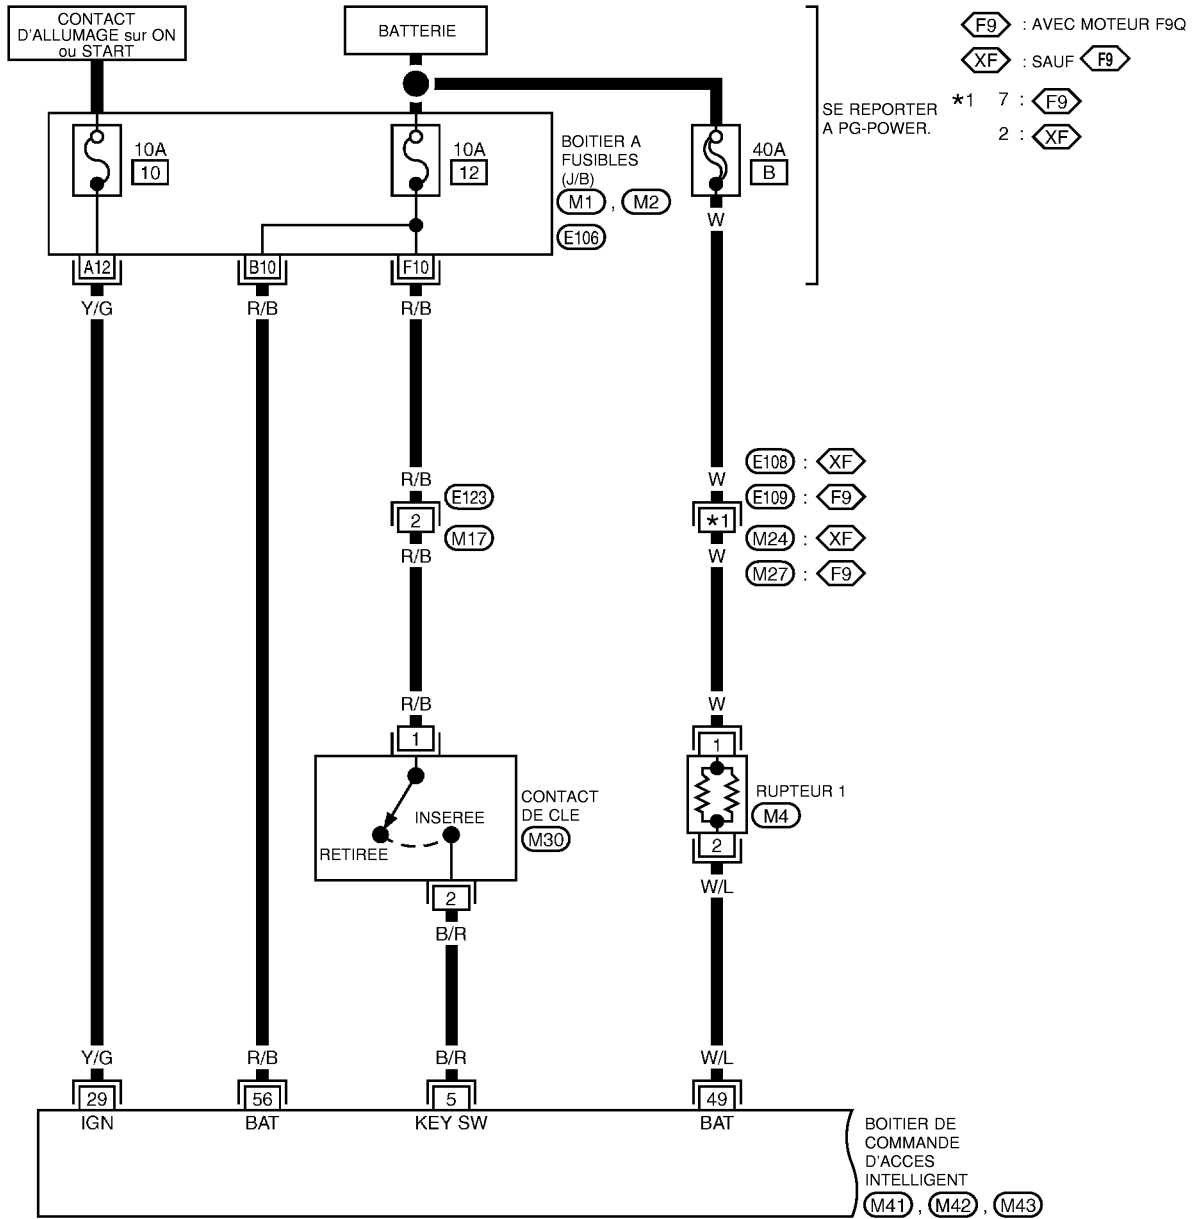 CONTACT
D'ALLUMAGE sur ON
ou START
BATTERIE
F9 : AVEC MOTEUR F9Q
XF : SAUF F9
*1 7 : F9
2 : XF
SE REPORTER
A PG-POWER.
10A
10
10A
12
BOITIER A
FUSIBLES
(J/B)
M1 , M2
E106
40A
B
W
A12
B10
F10
Y/G
R/B
R/B
R/B
2
E123
M17
R/B
W
*1
W
E108 : XF
E109 : F9
M24 : XF
M27 : F9
R/B
W
1
1
INSEREE
RETIREE
CONTACT
DE CLE
M30
RUPTEUR 1
M4
2
2
B/R
W/L
Y/G
R/B
B/R
W/L
29
56
5
49
IGN
BAT
KEY SW
BAT
BOITIER DE
COMMANDE
D'ACCES
INTELLIGENT
M41 , M42 , M43